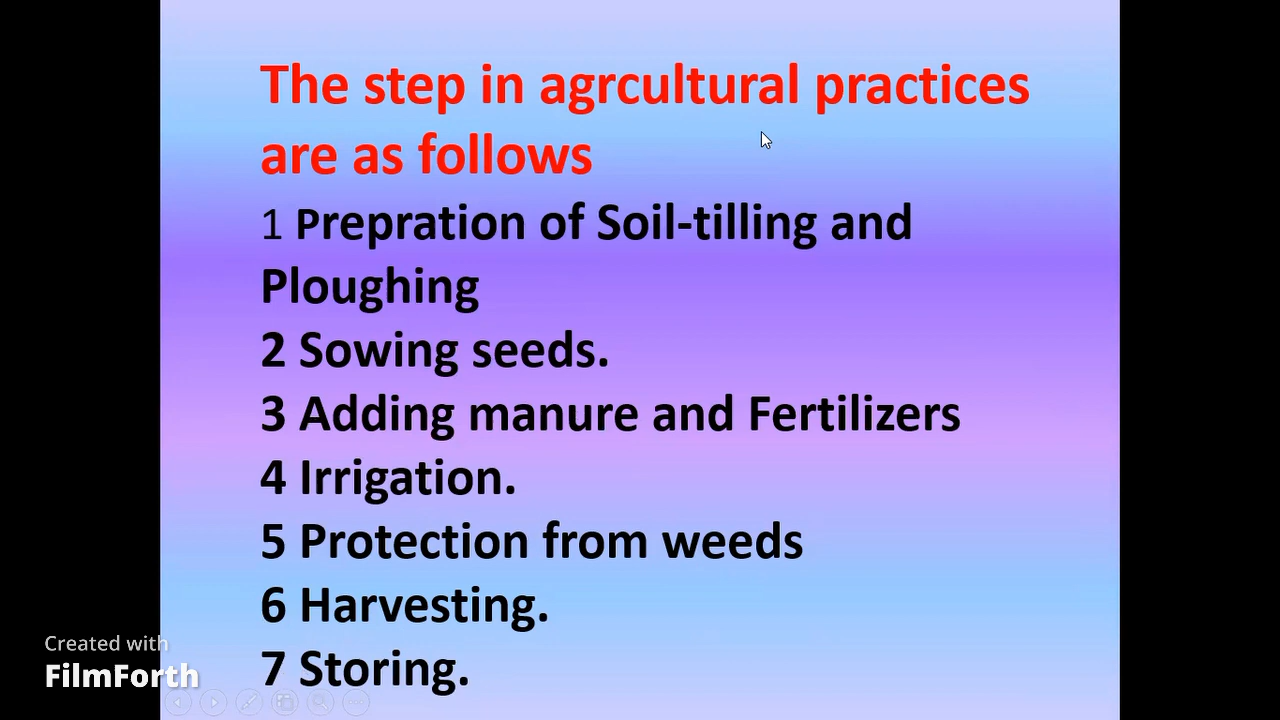 The step in agrcultural practices
are as follows
1 Prepration of Soil-tilling and
Ploughing
2 Sowing seeds.
3 Adding manure and Fertilizers
4 Irrigation.
5 Protection from weeds
6 Harvesting.
7 Storing.
Created with
FilmForth